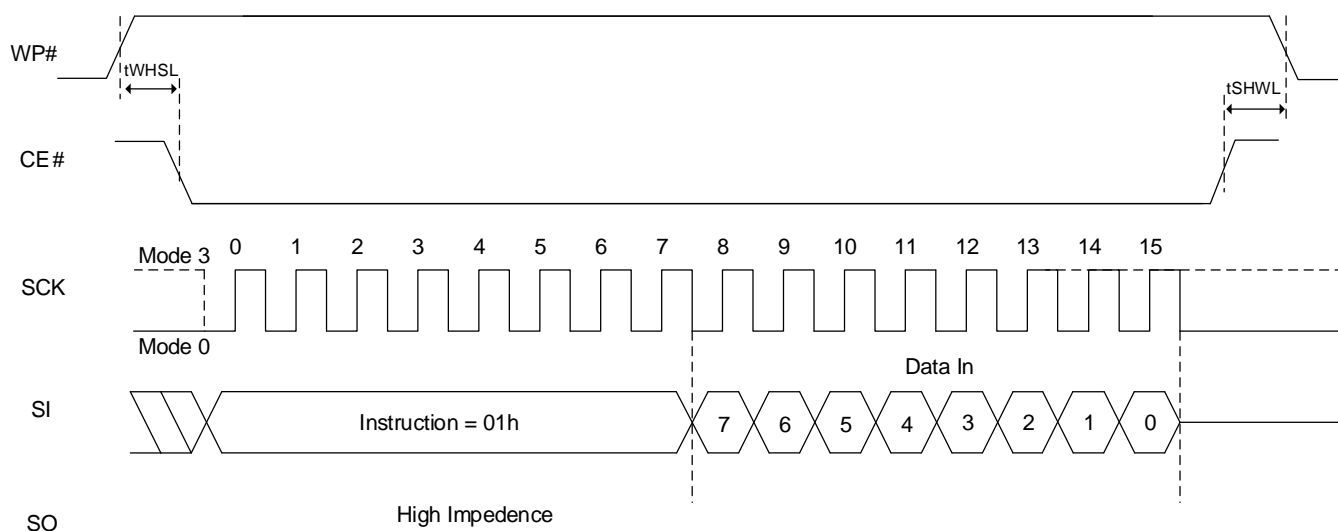 WP#
tWHSL
tSHWL
CE#
0 1 2 3 4 5 6 7 8 9 10 11 12 13 14 15
Mode 3
SCK
Mode 0
Data In
SI
Instruction = 01h
7 6 5 4 3 2 1 0
High Impedence
SO